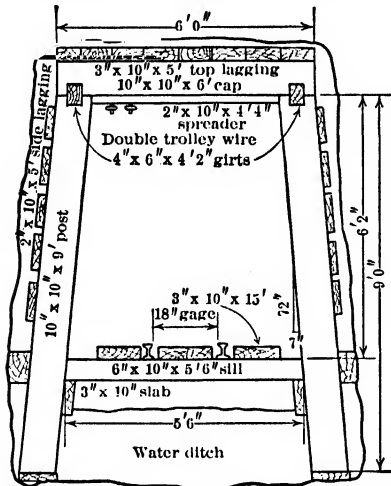 6'0"
3"x 10"x 5' top lagging
10"x 10"x 6' cap
2"x 10"x 4'4"
spreader
Double trolley wire
4"x 6"x 4'2" girts
2"x 10"x 5' side lagging
10"x 10"x 9' post
6'2"
9'0"
3"x 10"x 15'
18" gage
72"
7"
6"x 10"x 5'6" sill
3"x 10" slab
5'6"
Water ditch